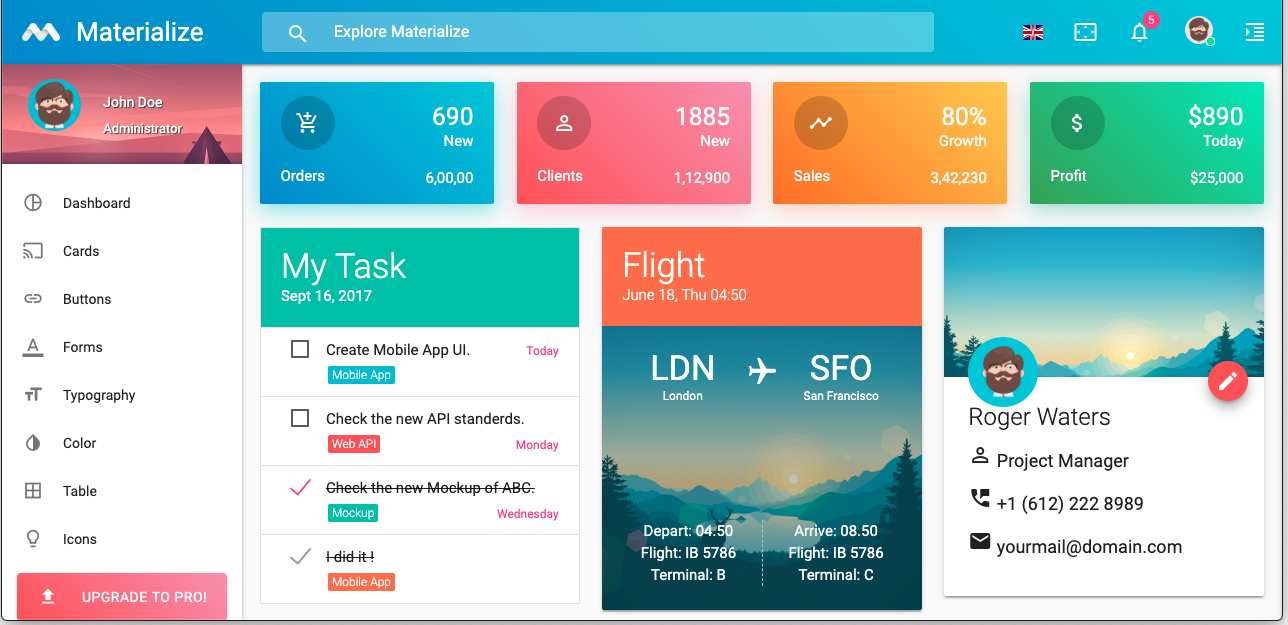 Materialize
Explore Materialize
5
John Doe
Administrator
Dashboard
Cards
Buttons
Forms
Typography
Color
Table
Icons
UPGRADE TO PRO!
690
New
Orders 6,00,00
1885
New
Clients 1,12,900
80%
Growth
Sales 3,42,230
$
$890
Today
Profit $25,000
My Task
Sept 16, 2017
Create Mobile App UI. Today
Mobile App
Check the new API standerds.
Web API Monday
Check the new Mockup of ABC.
Mockup Wednesday
I did it !
Mobile App
Flight
June 18, Thu 04:50
LDN SFO
London San Francisco
Depart: 04.50 Arrive: 08.50
Flight: IB 5786 Flight: IB 5786
Terminal: B Terminal: C
Roger Waters
Project Manager
+1 (612) 222 8989
yourmail@domain.com